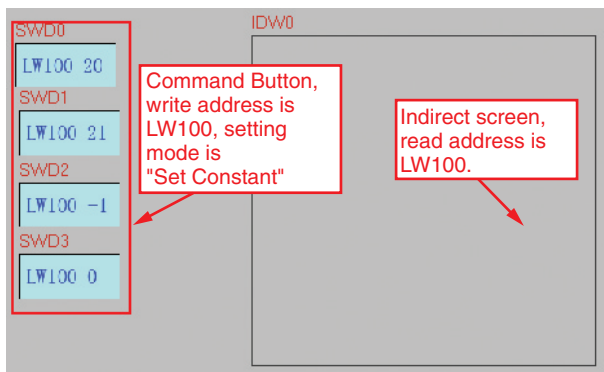 SWD0
LW100 20
SWD1
LW100 21
SWD2
LW100 -1
SWD3
LW100 0
Command Button,
write address is
LW100, setting
mode is
"Set Constant"
IDW0
Indirect screen,
read address is
LW100.